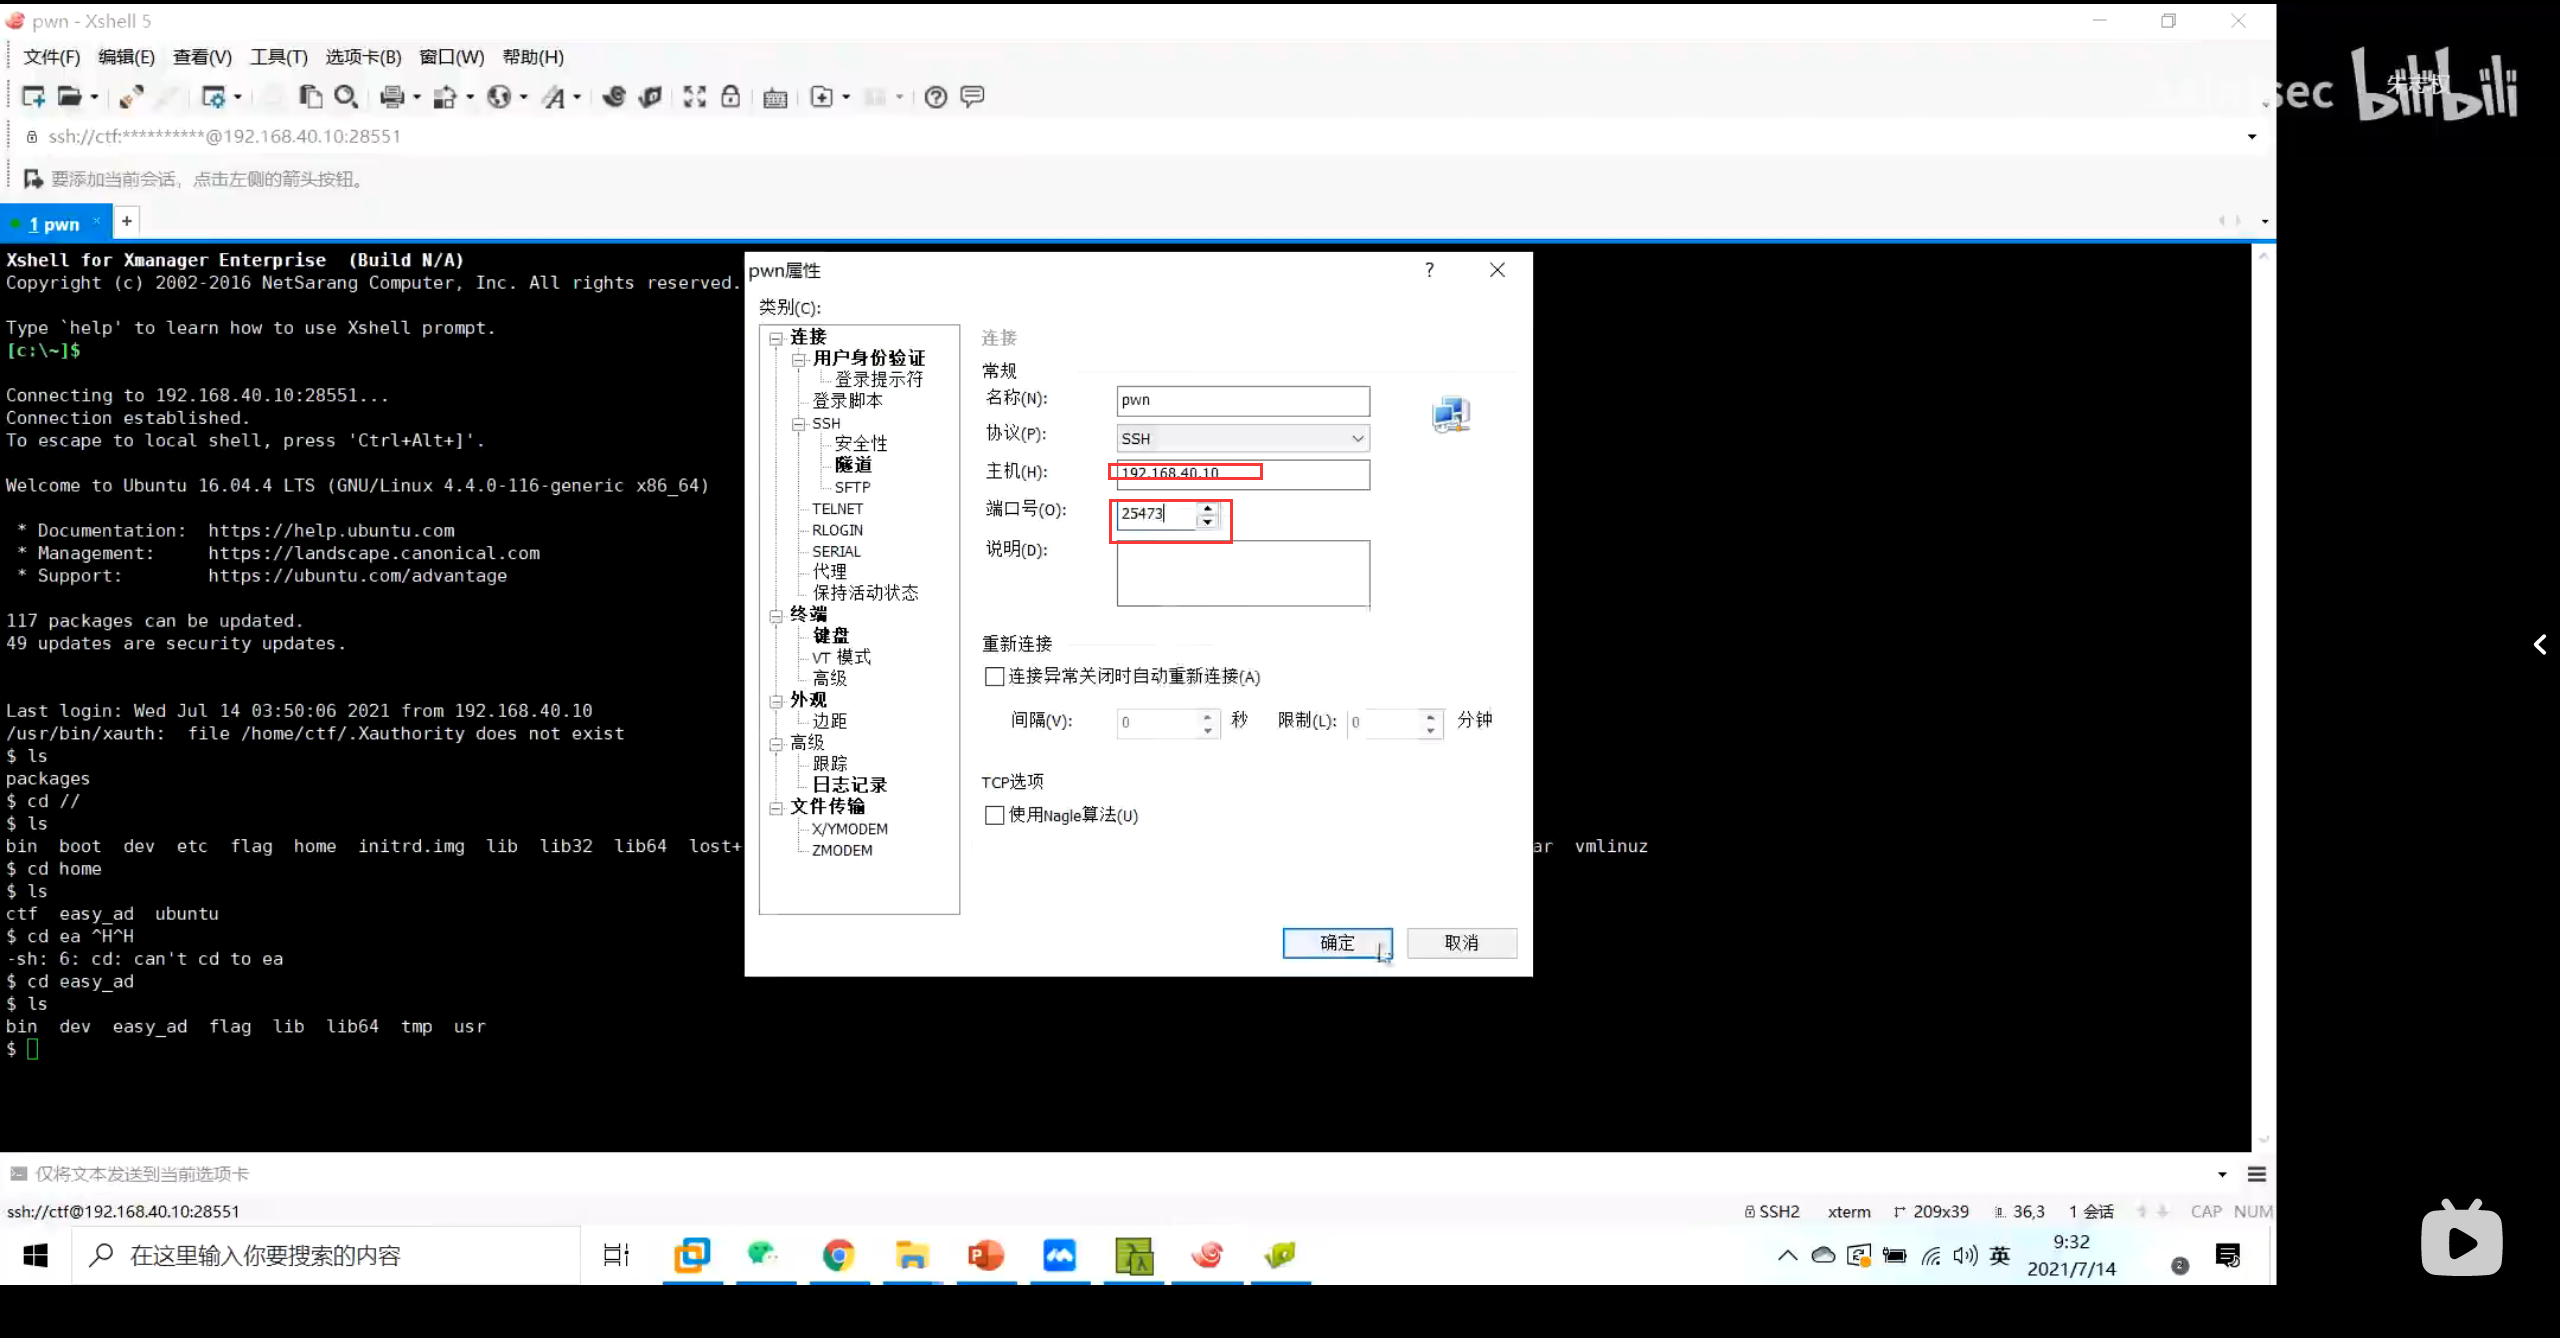 pwn - Xshell 5
文件(F) 编辑(E) 查看(V) 工具(T) 选项卡(B) 窗口(W) 帮助(H)
sec bilibili
朱志权
ssh://ctf:**********@192.168.40.10:28551
要添加当前会话，点击左侧的箭头按钮。
1 pwn × +
Xshell for Xmanager Enterprise (Build N/A)
Copyright (c) 2002-2016 NetSarang Computer, Inc. All rights reserved.
Type `help' to learn how to use Xshell prompt.
[c:\~]$
Connecting to 192.168.40.10:28551...
Connection established.
To escape to local shell, press 'Ctrl+Alt+]'.
Welcome to Ubuntu 16.04.4 LTS (GNU/Linux 4.4.0-116-generic x86_64)
* Documentation: https://help.ubuntu.com
* Management: https://landscape.canonical.com
* Support: https://ubuntu.com/advantage
117 packages can be updated.
49 updates are security updates.
Last login: Wed Jul 14 03:50:06 2021 from 192.168.40.10
/usr/bin/xauth: file /home/ctf/.Xauthority does not exist
$ ls
packages
$ cd //
$ ls
bin boot dev etc flag home initrd.img lib lib32 lib64 lost+
ar vmlinuz
$ cd home
$ ls
ctf easy_ad ubuntu
$ cd ea ^H^H
-sh: 6: cd: can't cd to ea
$ cd easy_ad
$ ls
bin dev easy_ad flag lib lib64 tmp usr
$
pwn属性 ?
类别(C):
连接
用户身份验证
登录提示符
登录脚本
SSH
安全性
隧道
SFTP
TELNET
RLOGIN
SERIAL
代理
保持活动状态
终端
键盘
VT 模式
高级
外观
边距
高级
跟踪
日志记录
文件传输
X/YMODEM
ZMODEM
连接
常规
名称(N): pwn
协议(P): SSH
主机(H): 192.168.40.10
端口号(O): 25473
说明(D):
重新连接
连接异常关闭时自动重新连接(A)
间隔(V): 0 秒 限制(L): 0 分钟
TCP选项
使用Nagle算法(U)
确定 取消
仅将文本发送到当前选项卡
ssh://ctf@192.168.40.10:28551
SSH2 xterm 209x39 36,3 1 会话 CAP NUM
在这里输入你要搜索的内容
英
9:32
2021/7/14
2